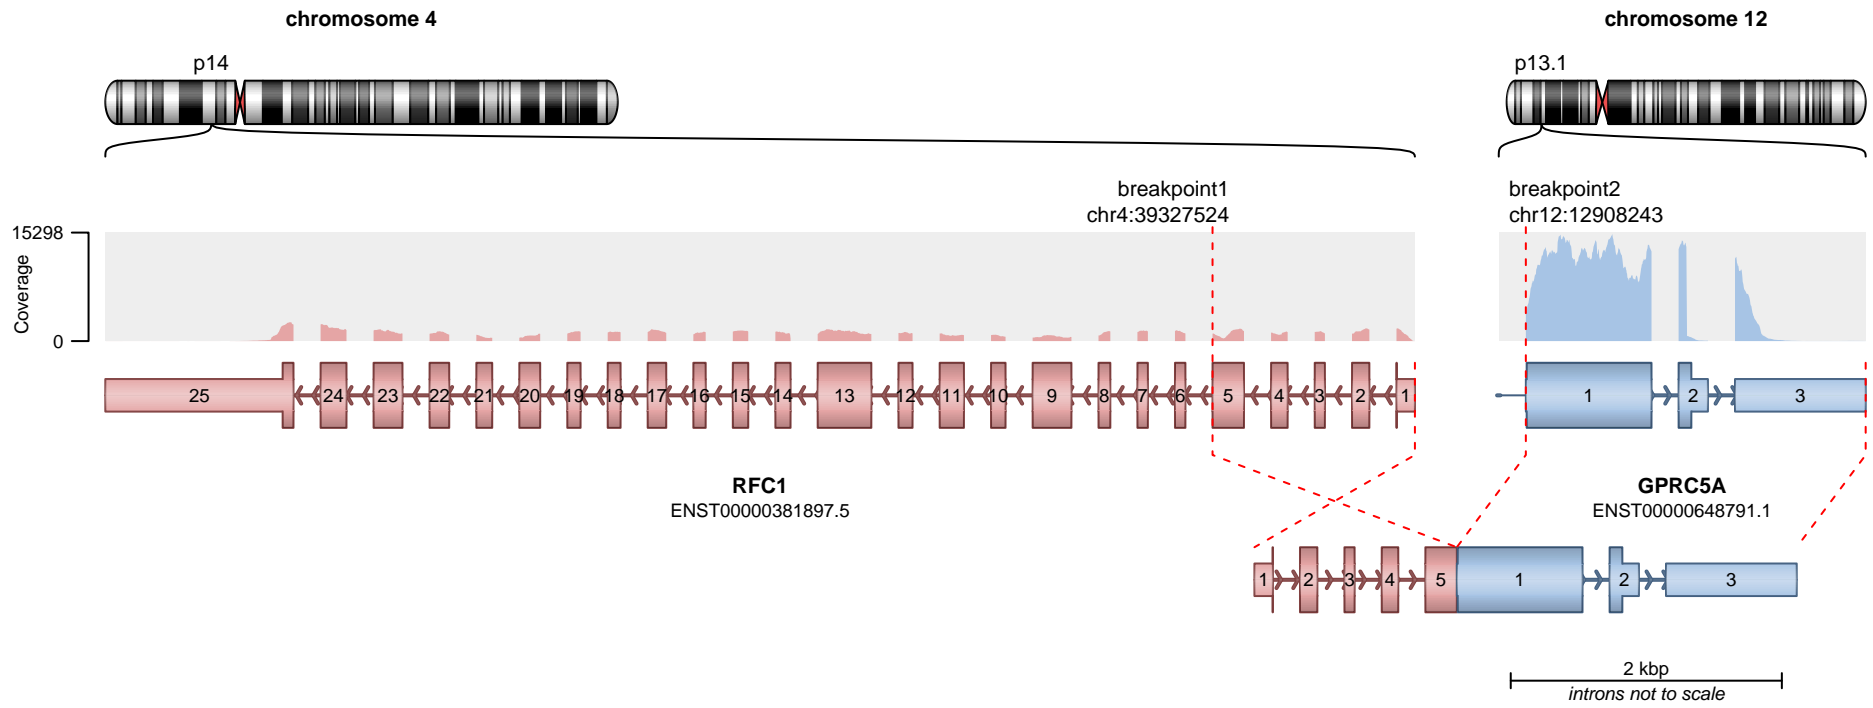 chromosome 4
chromosome 12
p14
p13.1
breakpoint1
chr4:39327524
breakpoint2
chr12:12908243
15298
0
Coverage
25 24 23 22 21 20 19 18 17 16 15 14 13 12 11 10 9 8 7 6 5 4 3 2 1
1 2 3
RFC1
ENST00000381897.5
GPRC5A
ENST00000648791.1
1 2 3 4 5 1 2 3
2 kbp
introns not to scale